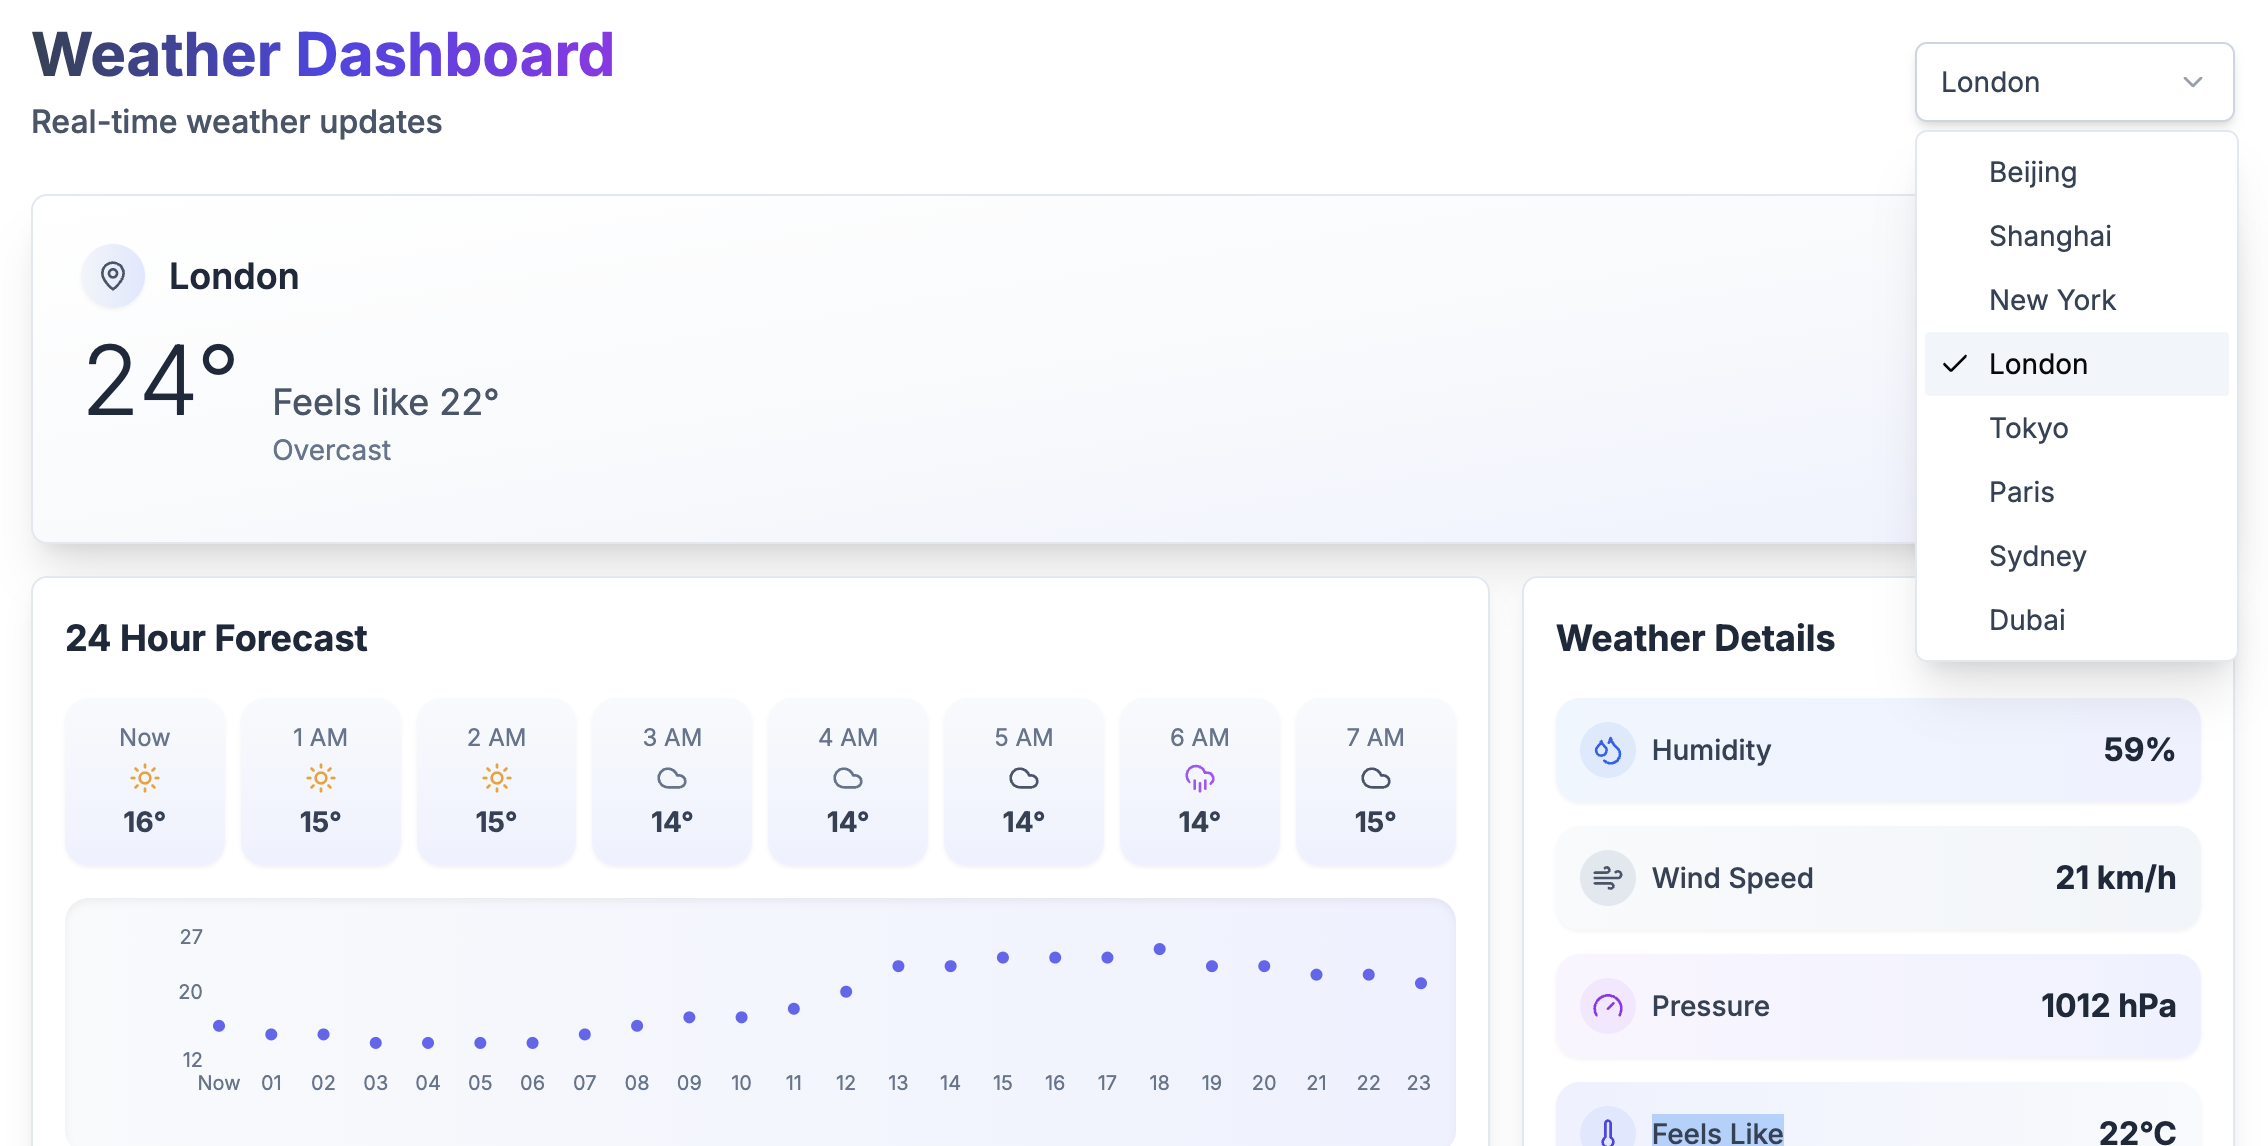 Weather Dashboard
Real-time weather updates
London
Beijing
Shanghai
New York
London
Tokyo
Paris
Sydney
Dubai
London
24°
Feels like 22°
Overcast
24 Hour Forecast
Now 1 AM 2 AM 3 AM 4 AM 5 AM 6 AM 7 AM
16° 15° 15° 14° 14° 14° 14° 15°
27
20
12
Now 01 02 03 04 05 06 07 08 09 10 11 12 13 14 15 16 17 18 19 20 21 22 23
Weather Details
Humidity 59%
Wind Speed 21 km/h
Pressure 1012 hPa
Feels Like 22°C